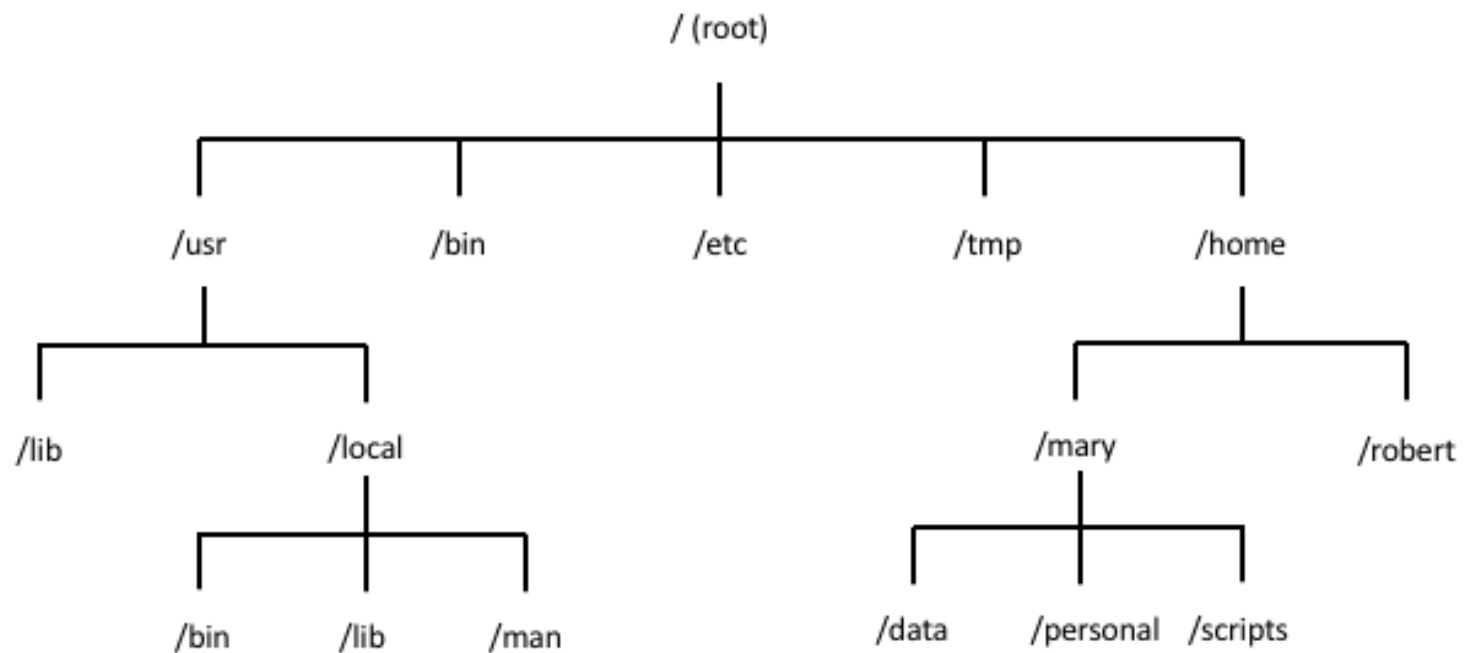 / (root)
/usr /bin /etc /tmp /home
/lib /local /mary /robert
/bin /lib /man /data /personal /scripts